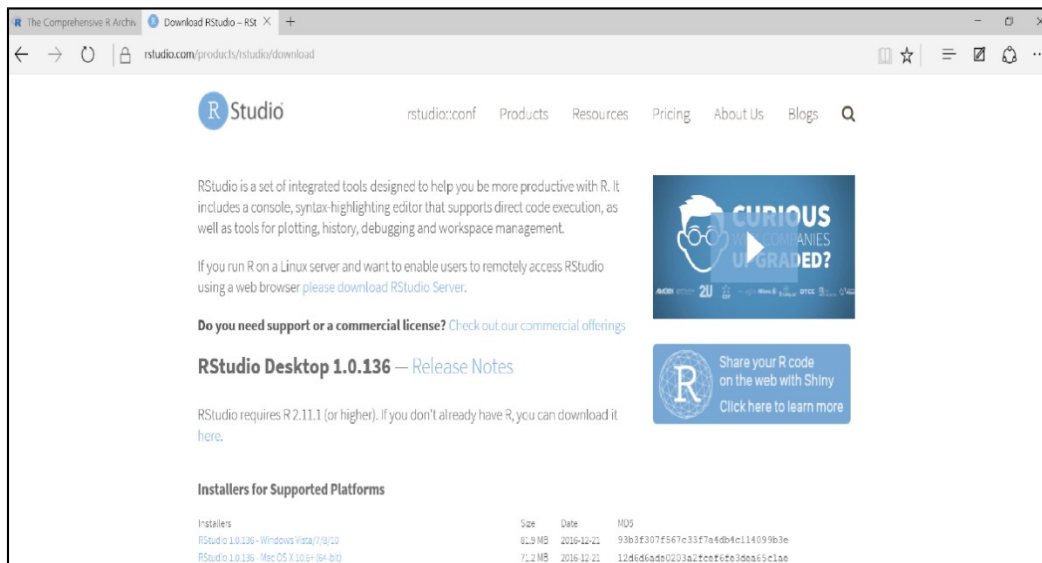 The Comprehensive R Archiv
Download RStudio – RSt
rstudio.com/products/rstudio/download
R Studio
rstudio::conf Products Resources Pricing About Us Blogs
RStudio is a set of integrated tools designed to help you be more productive with R. It
includes a console, syntax-highlighting editor that supports direct code execution, as
well as tools for plotting, history, debugging and workspace management.
If you run R on a Linux server and want to enable users to remotely access RStudio
using a web browser please download RStudio Server.
Do you need support or a commercial license? Check out our commercial offerings
RStudio Desktop 1.0.136 — Release Notes
RStudio requires R 2.11.1 (or higher). If you don't already have R, you can download it
here.
Installers for Supported Platforms
Installers Size Date MD5
RStudio 1.0.136 - Windows Vista/7/8/10 81.9 MB 2016-12-21 93b3f307f567c33f7a4db4c114099b3e
RStudio 1.0.136 - Mac OS X 10.6+ (64-bit) 71.2 MB 2016-12-21 12d6d6ade0203a2fcef6fe3dea65c1ae
CURIOUS
COMPANIES
UPGRADED?
2U
DTCC
R
Share your R code
on the web with Shiny
Click here to learn more